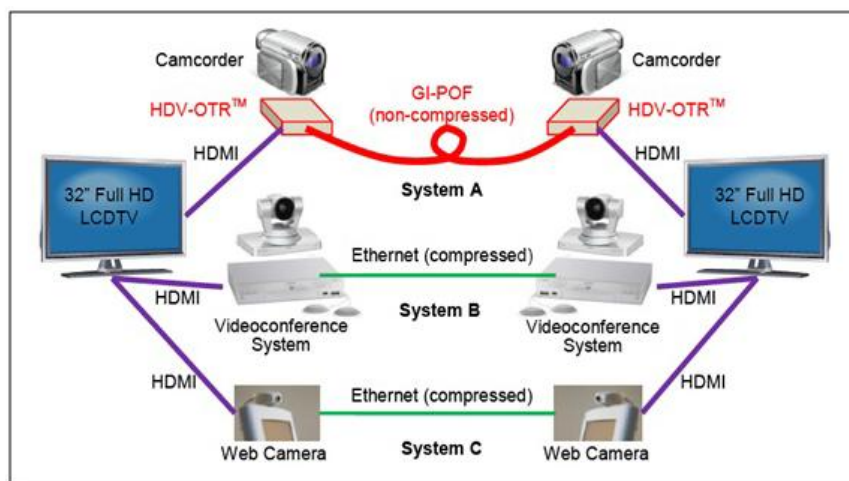 Camcorder
Camcorder
HDV-OTR™
GI-POF
(non-compressed)
HDV-OTR™
HDMI
HDMI
32" Full HD
LCDTV
System A
32" Full HD
LCDTV
Ethernet (compressed)
HDMI
HDMI
System B
Videoconference
System
Videoconference
System
HDMI
HDMI
Ethernet (compressed)
System C
Web Camera
Web Camera